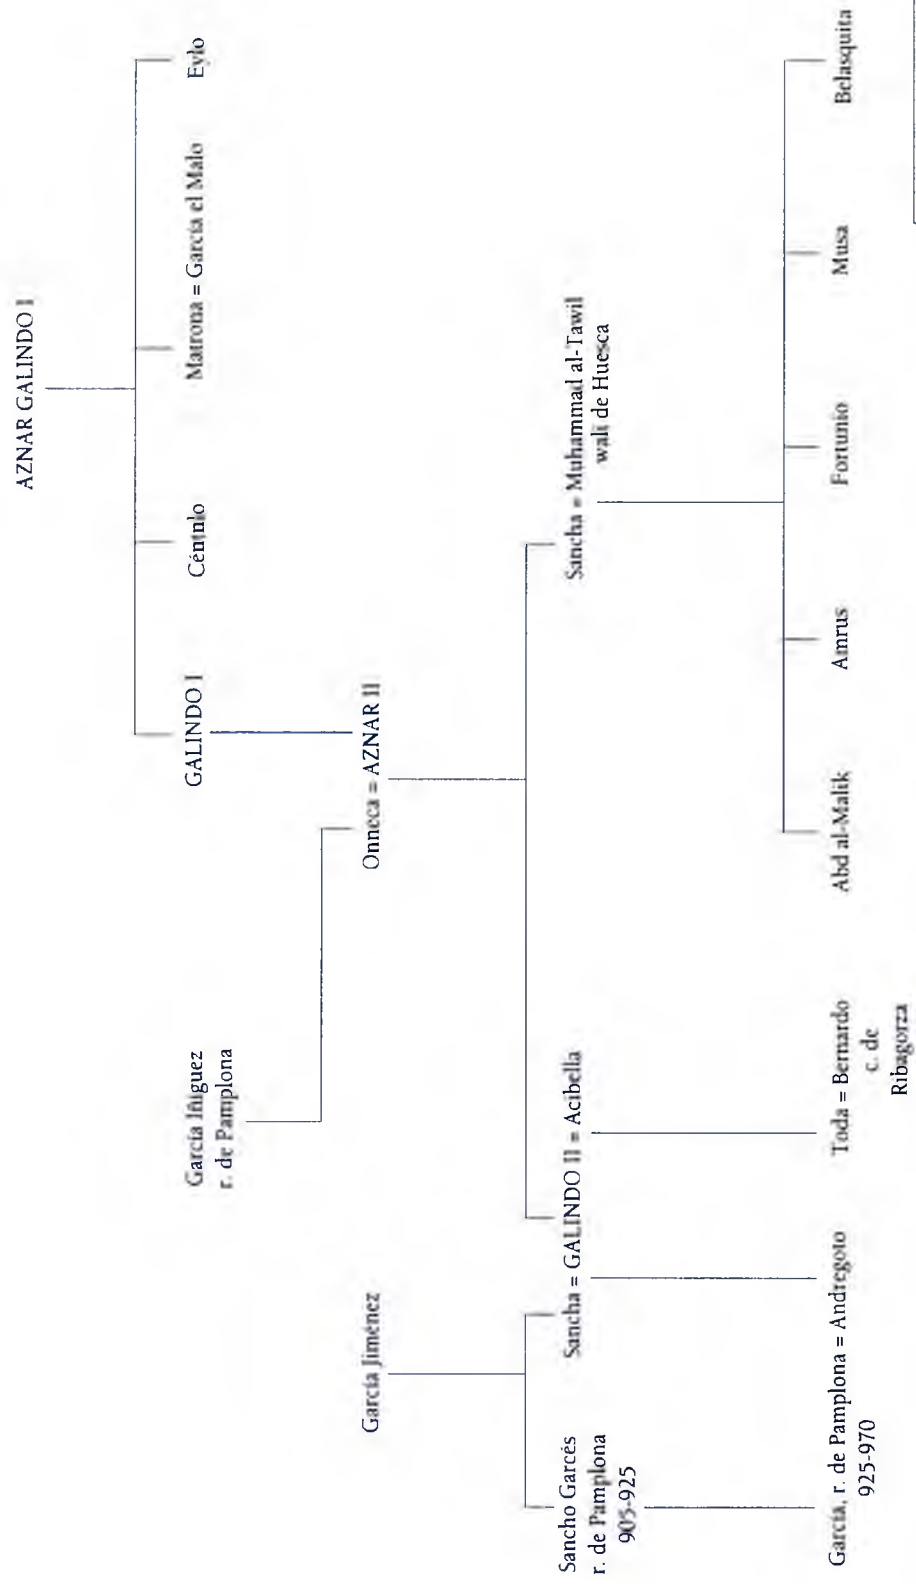 AZNAR GALINDO I
GALINDO I
Céntulo
Matrona = García el Malo
Eylo
García Iñiguez
r. de Pamplona
Onneca = AZNAR II
García Jiménez
Sancho Garcés
r. de Pamplona
905-925
Sancha = GALINDO II = Acibella
Sancha = Muhammad al-Tawil
wali de Huesca
García, r. de Pamplona = Andregoto
925-970
Toda = Bernardo
c. de
Ribagorza
Abd al-Malik
Amrus
Fortunio
Musa
Belasquita